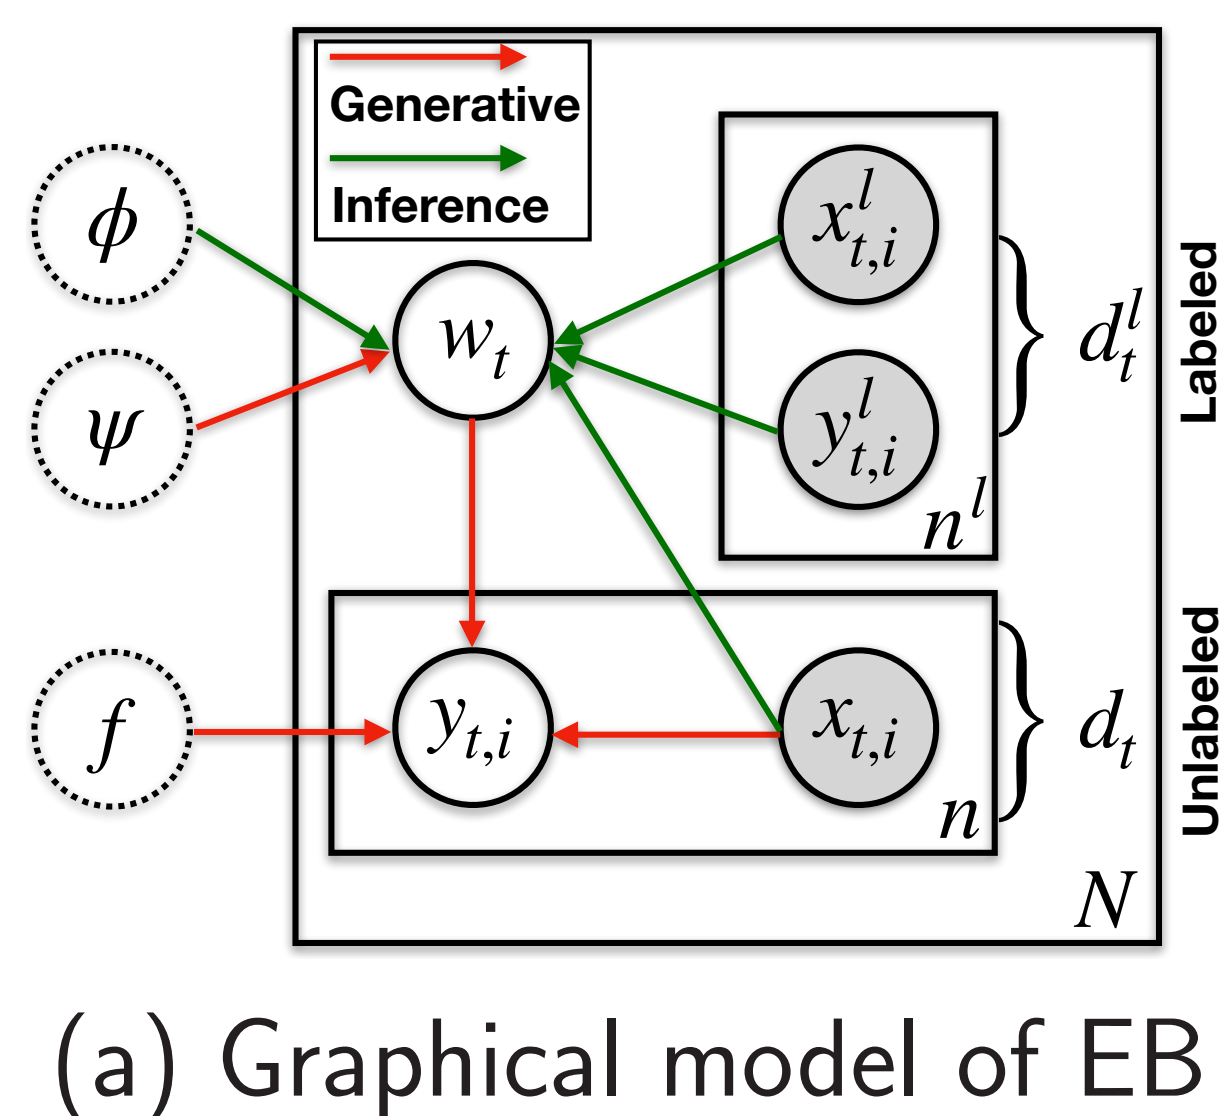 Generative
Inference
ϕ
ψ
f
w_t
x^l_{t,i}
y^l_{t,i}
n^l
d^l_t
Labeled
y_{t,i}
x_{t,i}
n
d_t
Unlabeled
N
(a) Graphical model of EB